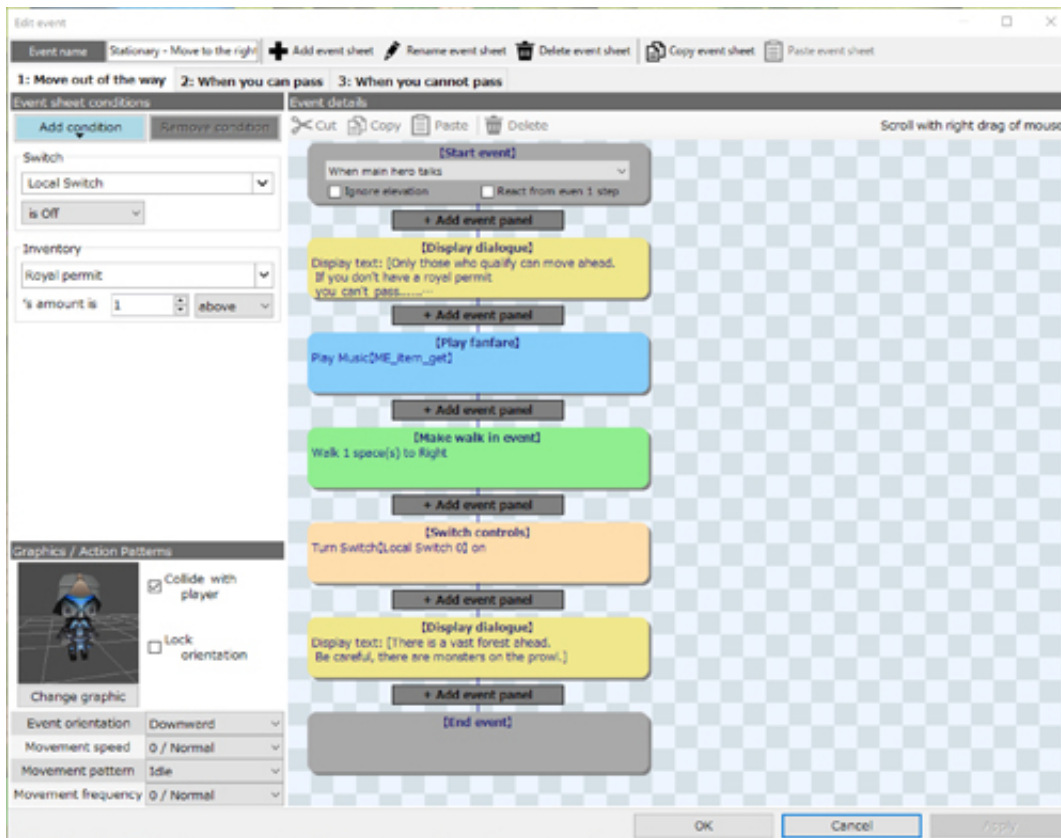 Edit event
Event name Stationary - Move to the right Add event sheet Rename event sheet Delete event sheet Copy event sheet Paste event sheet
1: Move out of the way 2: When you can pass 3: When you cannot pass
Event sheet conditions
Add condition Remove condition
Switch
Local Switch
is Off
Inventory
Royal permit
's amount is 1 above
Graphics / Action Patterns
Collide with
player
Lock
orientation
Change graphic
Event orientation Downword
Movement speed 0 / Normal
Movement pattern Idle
Movement frequency 0 / Normal
Event details
Cut Copy Paste Delete Scroll with right drag of mouse
[Start event]
When main hero talks
Ignore elevation React from even 1 step
+ Add event panel
[Display dialogue]
Display text: [Only those who qualify can move ahead.
If you don't have a royal permit
you can't pass...……
+ Add event panel
[Play fanfare]
Play Music[ME_item_get]
+ Add event panel
[Make walk in event]
Walk 1 space(s) to Right
+ Add event panel
[Switch controls]
Turn Switch[Local Switch 0] on
+ Add event panel
[Display dialogue]
Display text: [There is a vast forest ahead.
Be careful, there are monsters on the prowl.]
+ Add event panel
[End event]
OK Cancel Apply